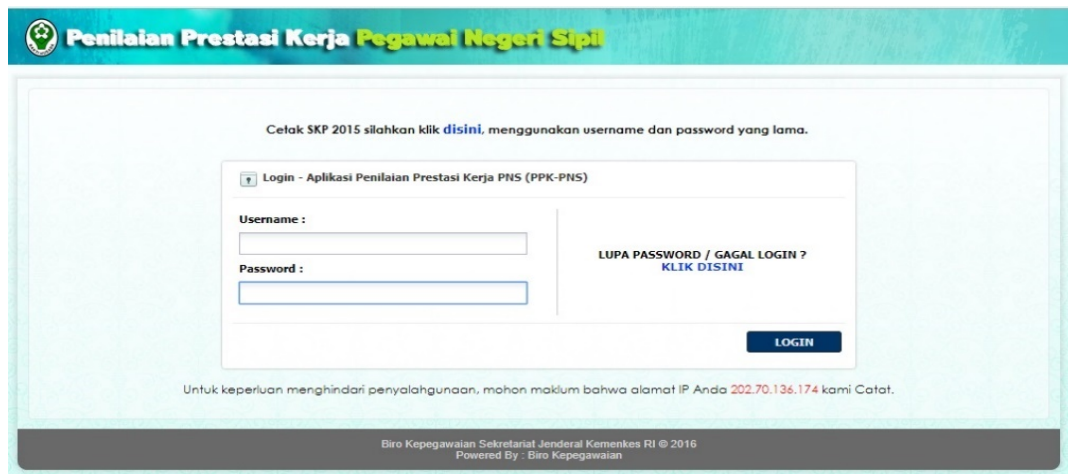 Penilaian Prestasi Kerja Pegawai Negeri Sipil
Cetak SKP 2015 silahkan klik disini, menggunakan username dan password yang lama.
Login - Aplikasi Penilaian Prestasi Kerja PNS (PPK-PNS)
Username :
Password :
LUPA PASSWORD / GAGAL LOGIN ?
KLIK DISINI
LOGIN
Untuk keperluan menghindari penyalahgunaan, mohon maklum bahwa alamat IP Anda 202.70.136.174 kami Catat.
Biro Kepegawaian Sekretariat Jenderal Kemenkes RI © 2016
Powered By : Biro Kepegawaian